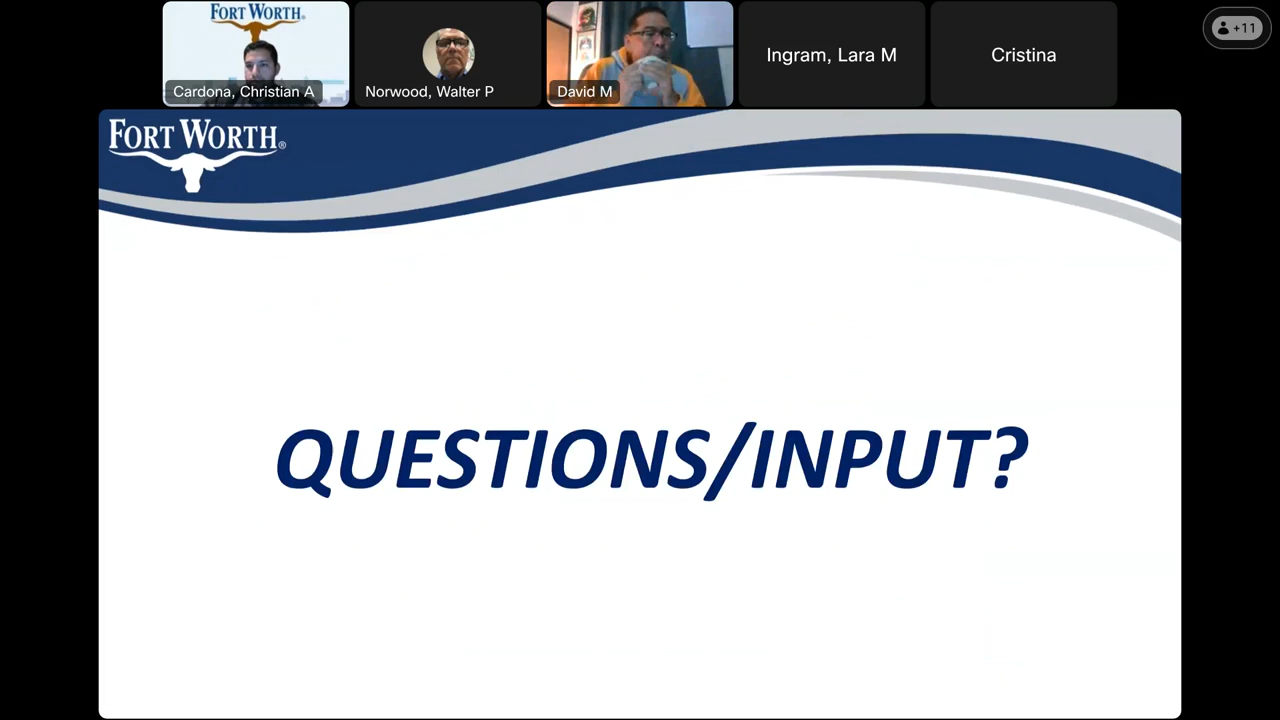 FORT WORTH®
Cardona, Christian A
Norwood, Walter P
David M
Ingram, Lara M
Cristina
+11
FORT WORTH®
QUESTIONS/INPUT?